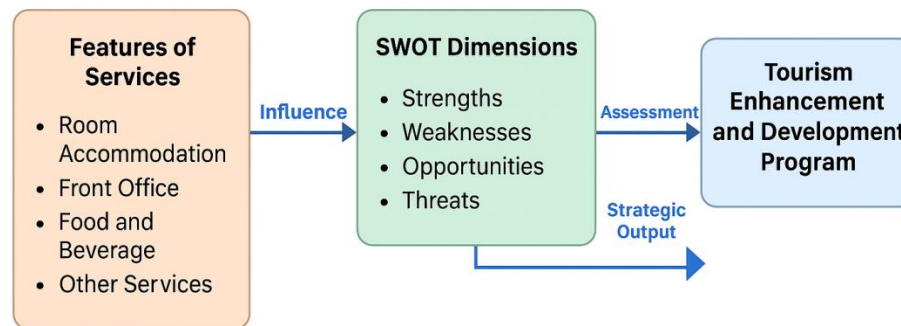 Features of
Services
• Room
Accommodation
• Front Office
• Food and
Beverage
• Other Services
Influence
SWOT Dimensions
• Strengths
• Weaknesses
• Opportunities
• Threats
Assessment
Strategic
Output
Tourism
Enhancement
and Development
Program